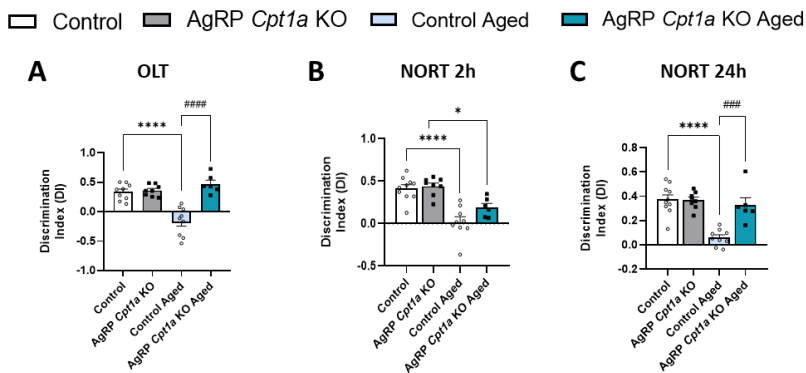 Control AgRP Cpt1a KO Control Aged AgRP Cpt1a KO Aged
A OLT
####
****
Discrimination
Index (DI)
1.0
0.5
0.0
-0.5
-1.0
Control
AgRP Cpt1a KO
Control Aged
AgRP Cpt1a KO Aged
B NORT 2h
*
****
Discrimination
Index (DI)
1.0
0.5
0.0
-0.5
Control
AgRP Cpt1a KO
Control Aged
AgRP Cpt1a KO Aged
C NORT 24h
###
****
Discrimination
Index (DI)
0.8
0.6
0.4
0.2
0.0
-0.2
Control
AgRP Cpt1a KO
Control Aged
AgRP Cpt1a KO Aged